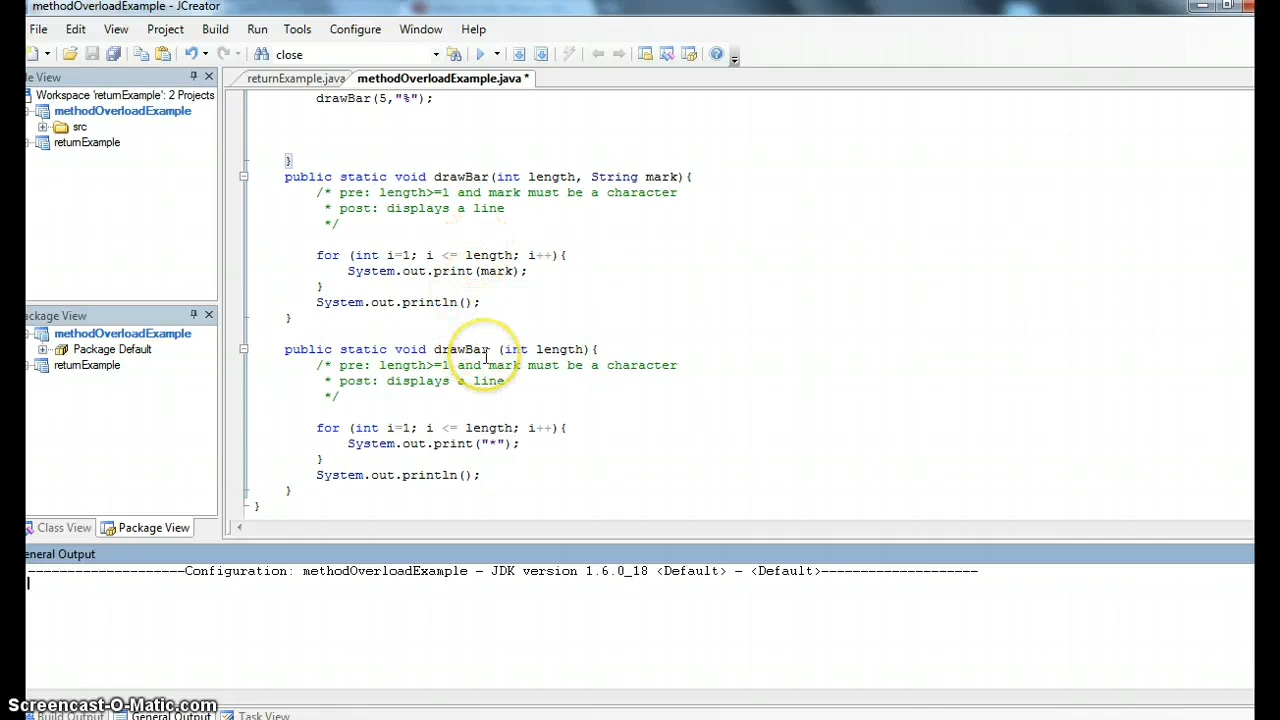 methodOverloadExample - JCreator
File Edit View Project Build Run Tools Configure Window Help
close
le View
returnExample.java methodOverloadExample.java *
Workspace 'returnExample': 2 Projects
methodOverloadExample
src
returnExample
drawBar(5,"%");
}
public static void drawBar(int length, String mark){
/* pre: length>=1 and mark must be a character
* post: displays a line
*/
for (int i=1; i <= length; i++){
System.out.print(mark);
}
System.out.println();
}
public static void drawBar (int length){
/* pre: length>=1 and mark must be a character
* post: displays a line
*/
for (int i=1; i <= length; i++){
System.out.print("*");
}
System.out.println();
}
}
ackage View
methodOverloadExample
Package Default
returnExample
Class View Package View
eneral Output
--------------------Configuration: methodOverloadExample - JDK version 1.6.0_18 <Default> - <Default>--------------------
Screencast-O-Matic.com
Build Output General Output Task View